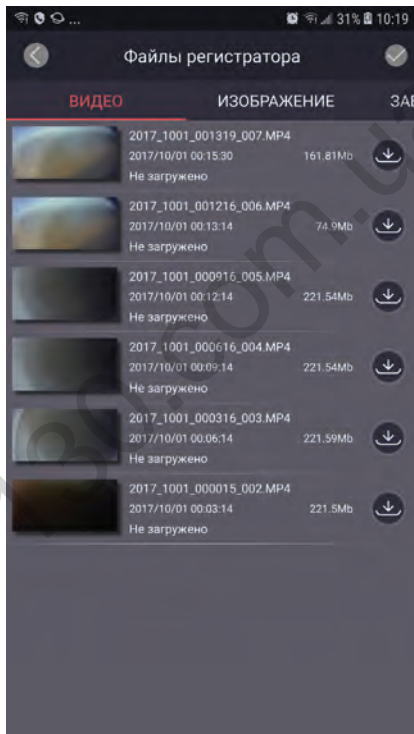 ... 31% 10:19
Файлы регистратора
ВИДЕО ИЗОБРАЖЕНИЕ ЗАГ
2017_1001_001319_007.MP4
2017/10/01 00:15:30 161.81Mb
Не загружено
2017_1001_001216_006.MP4
2017/10/01 00:13:14 74.9Mb
Не загружено
2017_1001_000916_005.MP4
2017/10/01 00:12:14 221.54Mb
Не загружено
2017_1001_000616_004.MP4
2017/10/01 00:09:14 221.54Mb
Не загружено
2017_1001_000316_003.MP4
2017/10/01 00:06:14 221.59Mb
Не загружено
2017_1001_000015_002.MP4
2017/10/01 00:03:14 221.5Mb
Не загружено
130.com.u